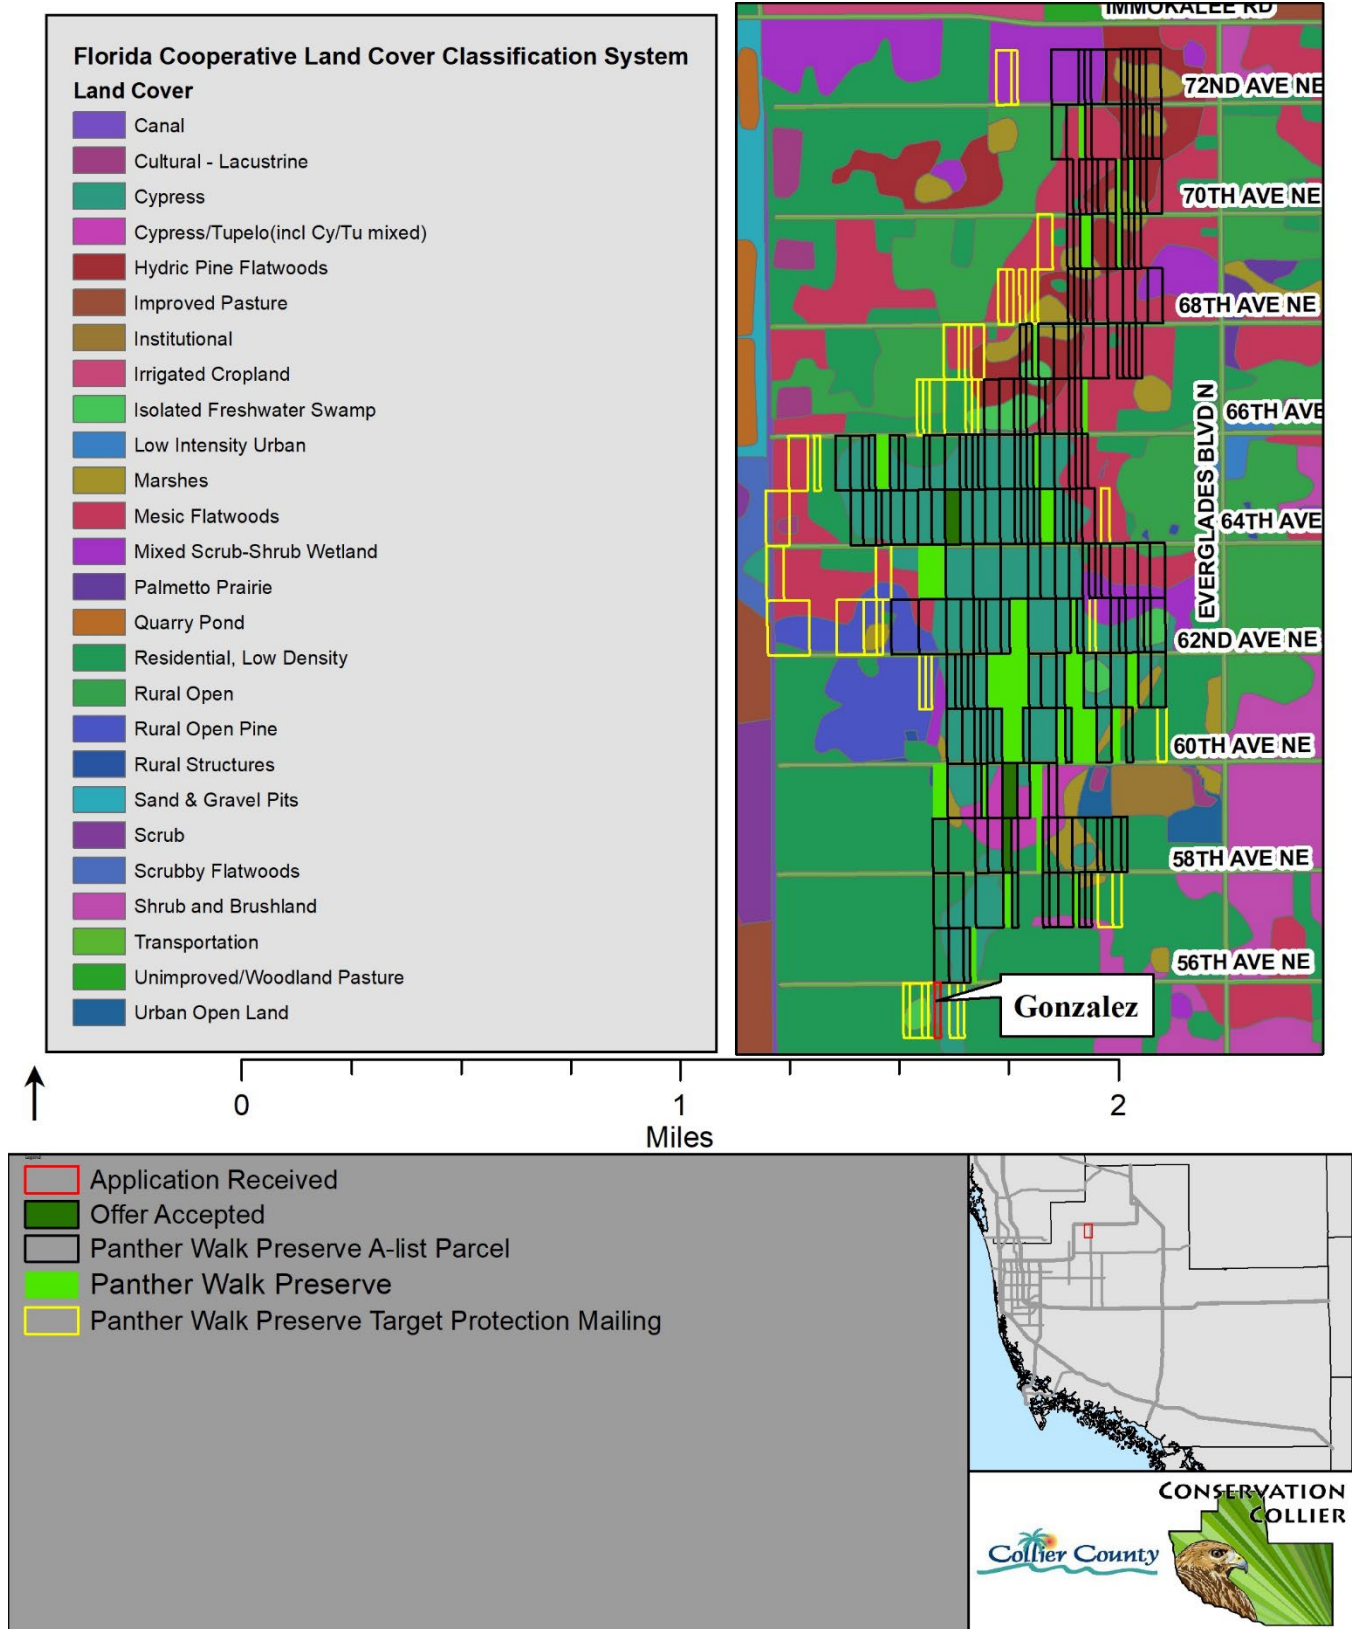 Florida Cooperative Land Cover Classification System
Land Cover
Canal
Cultural - Lacustrine
Cypress
Cypress/Tupelo(incl Cy/Tu mixed)
Hydric Pine Flatwoods
Improved Pasture
Institutional
Irrigated Cropland
Isolated Freshwater Swamp
Low Intensity Urban
Marshes
Mesic Flatwoods
Mixed Scrub-Shrub Wetland
Palmetto Prairie
Quarry Pond
Residential, Low Density
Rural Open
Rural Open Pine
Rural Structures
Sand & Gravel Pits
Scrub
Scrubby Flatwoods
Shrub and Brushland
Transportation
Unimproved/Woodland Pasture
Urban Open Land
IMMOKALEE RD
72ND AVE NE
70TH AVE NE
68TH AVE NE
66TH AVE
EVERGLADES BLVD N
64TH AVE
62ND AVE NE
60TH AVE NE
58TH AVE NE
56TH AVE NE
Gonzalez
0 1 2
Miles
Application Received
Offer Accepted
Panther Walk Preserve A-list Parcel
Panther Walk Preserve
Panther Walk Preserve Target Protection Mailing
CONSERVATION
COLLIER
Collier County